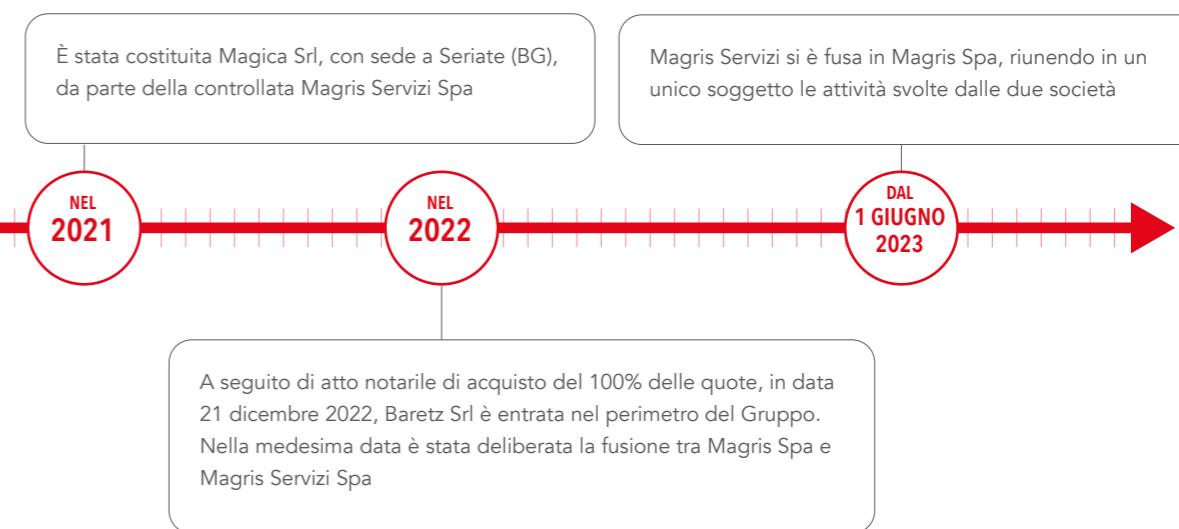 È stata costituita Magica Srl, con sede a Seriate (BG),
da parte della controllata Magris Servizi Spa
Magris Servizi si è fusa in Magris Spa, riunendo in un
unico soggetto le attività svolte dalle due società
NEL
2021
NEL
2022
DAL
1 GIUGNO
2023
A seguito di atto notarile di acquisto del 100% delle quote, in data
21 dicembre 2022, Baretz Srl è entrata nel perimetro del Gruppo.
Nella medesima data è stata deliberata la fusione tra Magris Spa e
Magris Servizi Spa